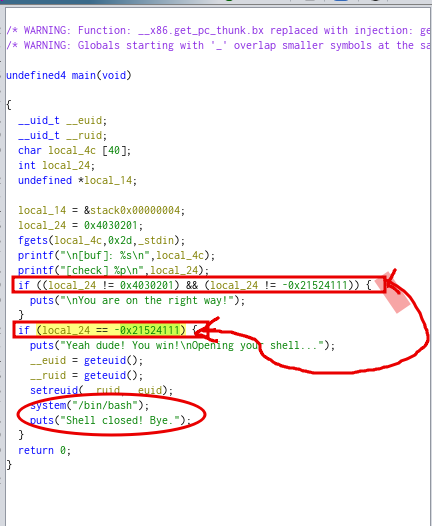 /* WARNING: Function: __x86.get_pc_thunk.bx replaced with injection: ge
/* WARNING: Globals starting with '_' overlap smaller symbols at the sa
undefined4 main(void)
{
__uid_t __euid;
__uid_t __ruid;
char local_4c [40];
int local_24;
undefined *local_14;
local_14 = &stack0x00000004;
local_24 = 0x4030201;
fgets(local_4c,0x2d,_stdin);
printf("\n[buf]: %s\n",local_4c);
printf("[check] %p\n",local_24);
if ((local_24 != 0x4030201) && (local_24 != -0x21524111)) {
puts("\nYou are on the right way!");
}
if (local_24 == -0x21524111) {
puts("Yeah dude! You win!\nOpening your shell...");
__euid = geteuid();
__ruid = geteuid();
setreuid(__ruid,__euid);
system("/bin/bash");
puts("Shell closed! Bye.");
}
return 0;
}